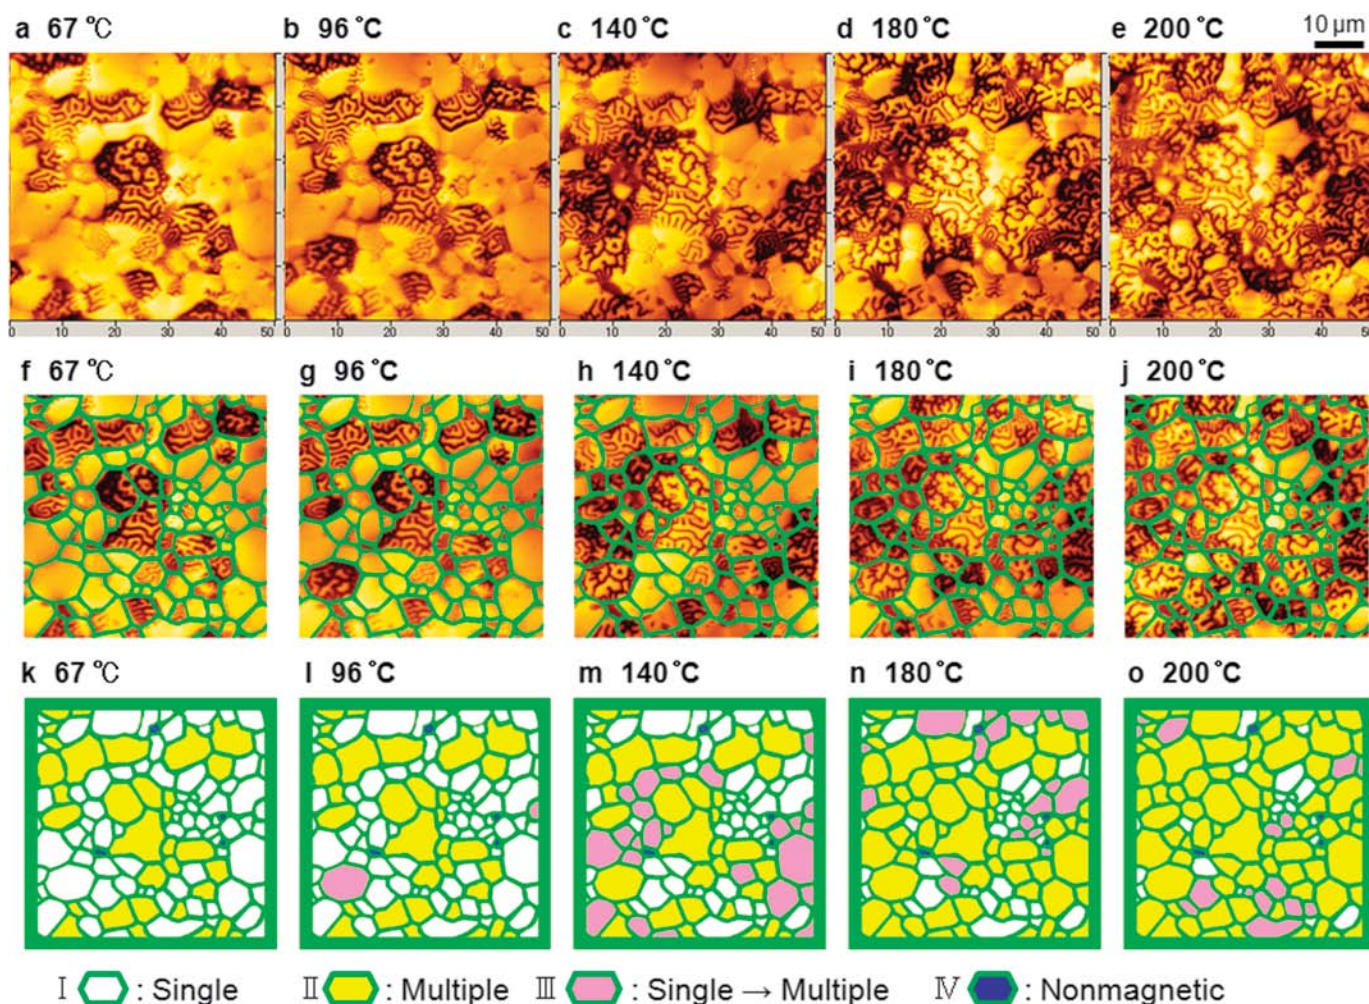 a 67 ℃ b 96 ℃ c 140 ℃ d 180 ℃ e 200 ℃ 10 µm
0 10 20 30 40 50 0 10 20 30 40 50 0 10 20 30 40 50 0 10 20 30 40 50 0 10 20 30 40 50
f 67 ℃ g 96 ℃ h 140 ℃ i 180 ℃ j 200 ℃
k 67 ℃ l 96 ℃ m 140 ℃ n 180 ℃ o 200 ℃
Ⅰ : Single Ⅱ : Multiple Ⅲ : Single → Multiple Ⅳ : Nonmagnetic